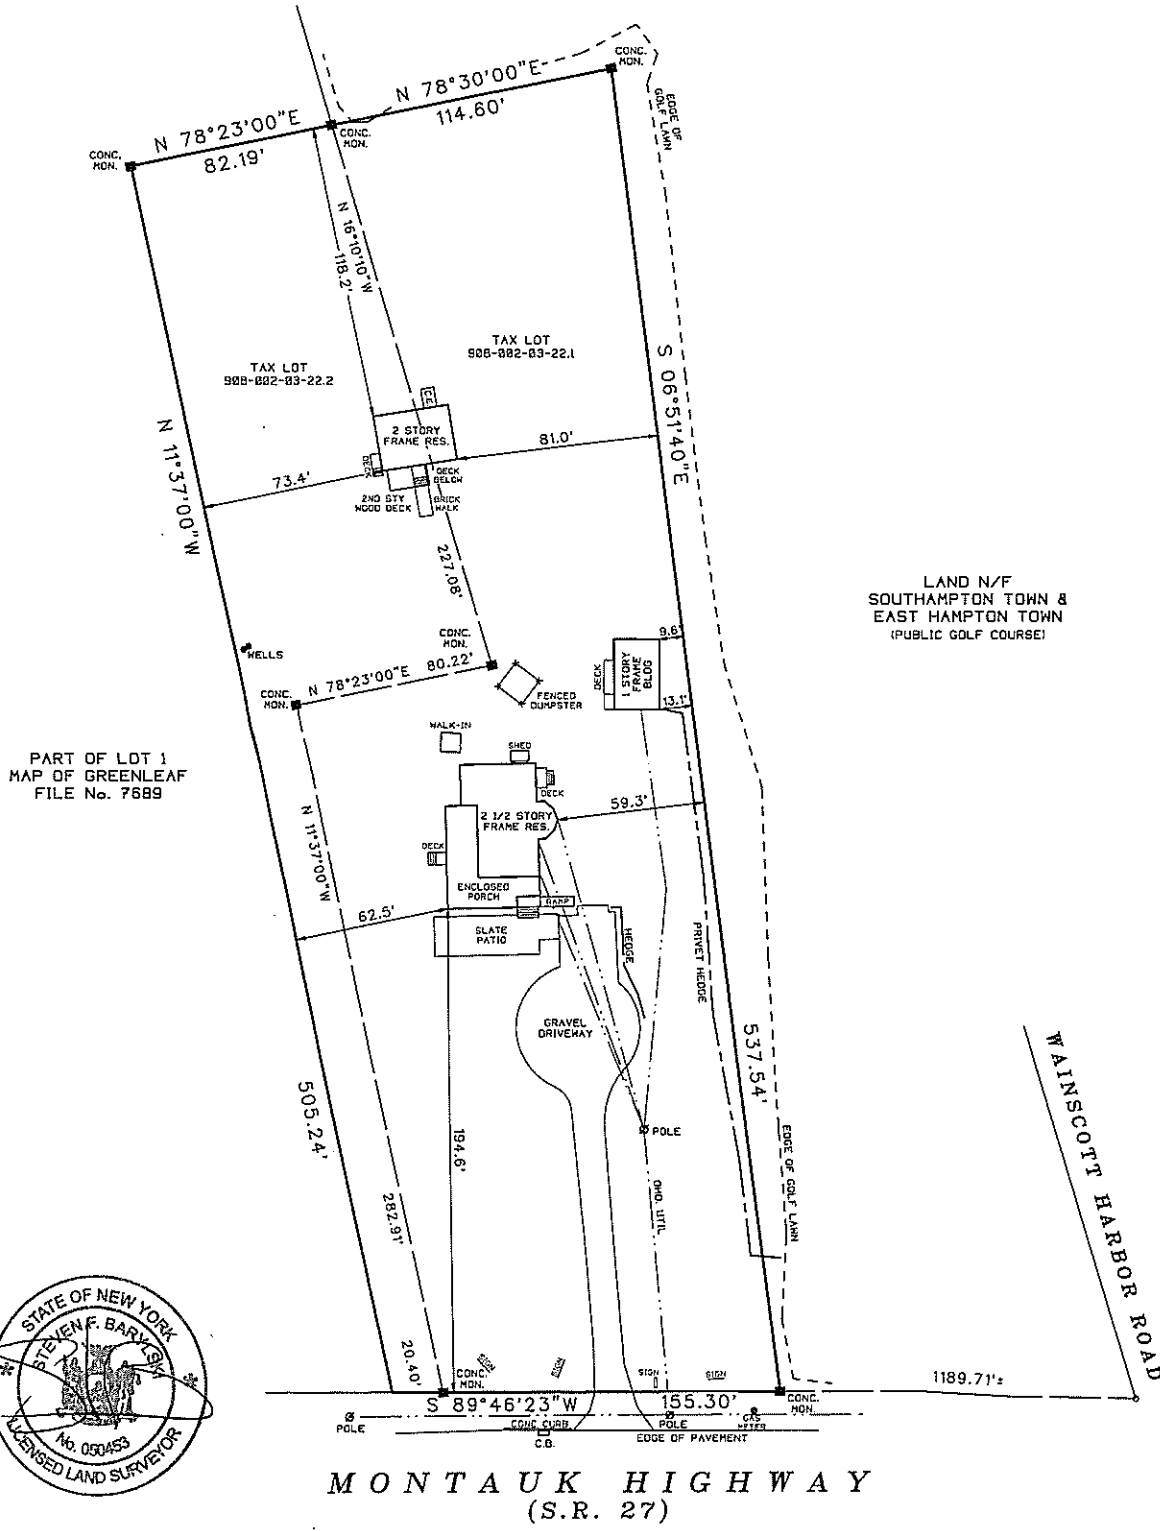 CONC.
MON.
N 78°30'00"E
114.60'
N 78°23'00"E
82.19'
CONC.
MON.
CONC.
MON.
EDGE OF
GOLF LAWN
N 16°10'10"W
118.2'
TAX LOT
908-002-03-22.1
TAX LOT
908-002-03-22.2
S 06°51'40"E
N 11°37'00"W
CE
2 STORY
FRAME RES.
81.0'
73.4'
DECK
DECK
BELOW
2ND STY
WOOD DECK
BRICK
WALK
227.08'
LAND N/F
SOUTHAMPTON TOWN &
EAST HAMPTON TOWN
(PUBLIC GOLF COURSE)
WELLS
CONC.
MON.
N 78°23'00"E 80.22'
CONC.
MON.
9.6'
DECK
1 STORY
FRAME
BLDG
13.1'
FENCED
DUMPSTER
WALK-IN
SHED
DECK
PART OF LOT 1
MAP OF GREENLEAF
FILE No. 7689
N 11°37'00"W
2 1/2 STORY
FRAME RES.
59.3'
DECK
ENCLOSED
PORCH
RAMP
62.5'
SLATE
PATIO
HEDGE
PRIVET HEDGE
GRAVEL
DRIVEWAY
537.54'
505.24'
194.6'
POLE
OHD. UTIL
EDGE OF GOLF LAWN
WAINSCOTT HARBOR ROAD
282.91'
20.40'
CONC.
MON.
SIGN
SIGN
SIGN
SIGN
1189.71'±
S 89°46'23"W
155.30'
CONC.
MON.
POLE
CONC. CURB
POLE
GAS
METER
C.B.
EDGE OF PAVEMENT
STATE OF NEW YORK
STEVEN F. BARYLSKI
No. 050453
LICENSED LAND SURVEYOR
MONTAUK HIGHWAY
(S.R. 27)